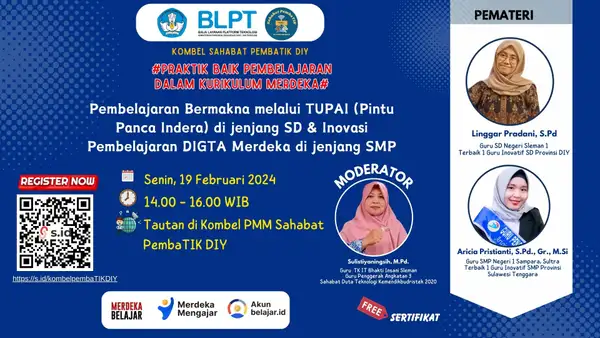 BLPT
BALAI LAYANAN PLATFORM TEKNOLOGI
KOMBEL SAHABAT PEMBATIK DIY
#PRAKTIK BAIK PEMBELAJARAN
DALAM KURIKULUM MERDEKA#
Pembelajaran Bermakna melalui TUPAI (Pintu
Panca Indera) di jenjang SD & Inovasi
Pembelajaran DIGTA Merdeka di jenjang SMP
REGISTER NOW
s.id
https://s.id/kombelpembaTIKDIY
Senin, 19 Februari 2024
14.00 - 16.00 WIB
Tautan di Kombel PMM Sahabat
PembaTIK DIY
MODERATOR
Sulistiyaningsih, M.Pd.
Guru TK IT Bhakti Insani Sleman
Guru Penggerak Angkatan 3
Sahabat Duta Teknologi Kemendikbudristek 2020
PEMATERI
Linggar Pradani, S.Pd
Guru SD Negeri Sleman 1
Terbaik 1 Guru Inovatif SD Provinsi DIY
Aricia Pristianti, S.Pd., Gr., M.Si
Guru SMP Negeri 1 Sampara, Sultra
Terbaik 1 Guru Inovatif SMP Provinsi
Sulawesi Tenggara
MERDEKA
BELAJAR
Merdeka
Mengajar
Akun
belajar.id
FREE
SERTIFIKAT